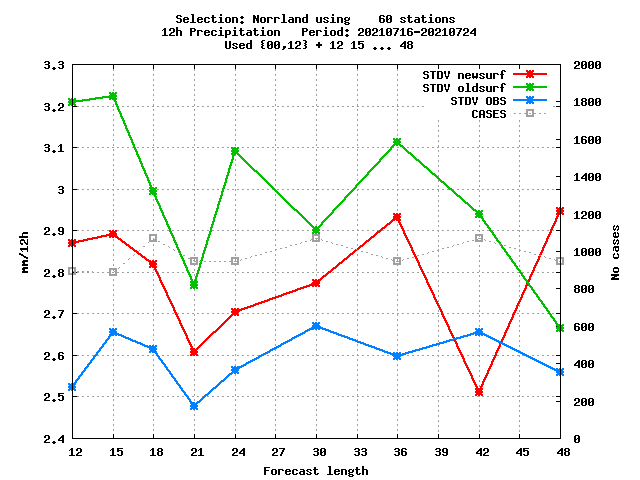 Selection: Norrland using    60 stations
12h Precipitation   Period: 20210716-20210724
Used {00,12} + 12 15 ... 48
STDV newsurf
STDV oldsurf
STDV OBS
CASES
3.3
3.2
3.1
3
2.9
2.8
2.7
2.6
2.5
2.4
mm/12h
2000
1800
1600
1400
1200
1000
800
600
400
200
0
No cases
12 15 18 21 24 27 30 33 36 39 42 45 48
Forecast length